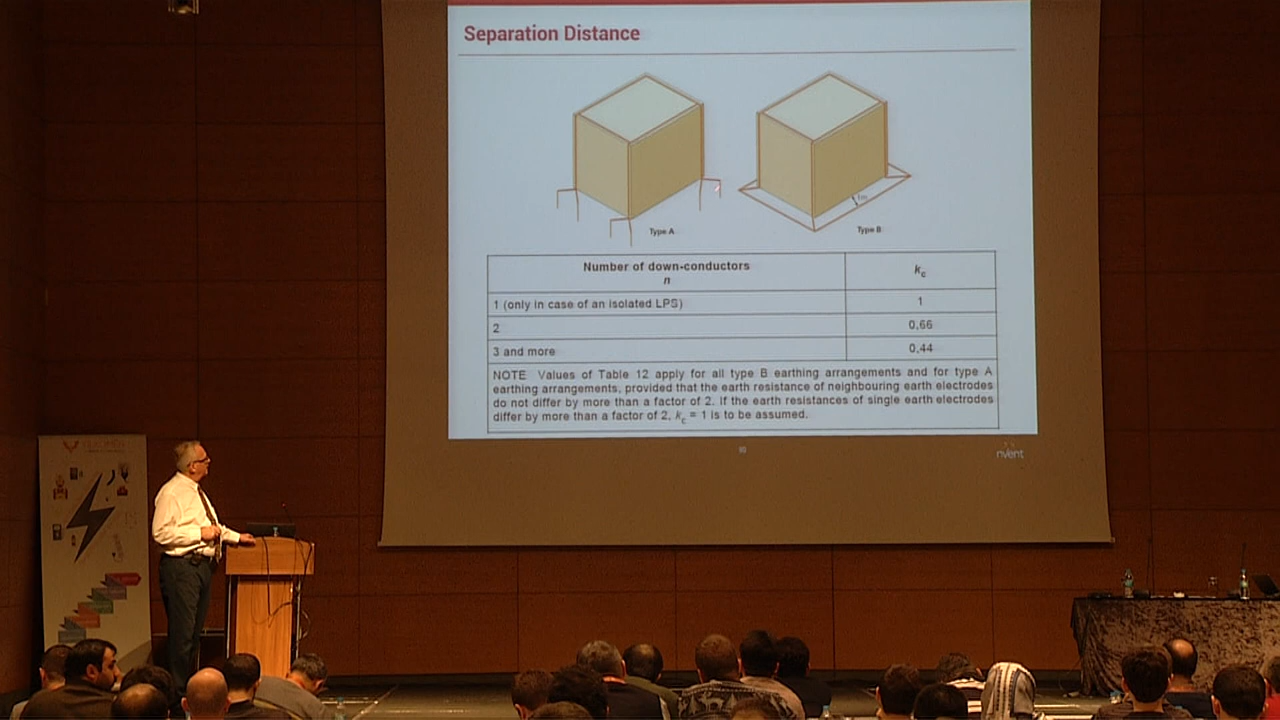 Separation Distance
1m
Type A
Type B
Number of down-conductors
n
kc
1 (only in case of an isolated LPS)
1
2
0,66
3 and more
0,44
NOTE Values of Table 12 apply for all type B earthing arrangements and for type A
earthing arrangements, provided that the earth resistance of neighbouring earth electrodes
do not differ by more than a factor of 2. If the earth resistances of single earth electrodes
differ by more than a factor of 2, kc = 1 is to be assumed.
nVent